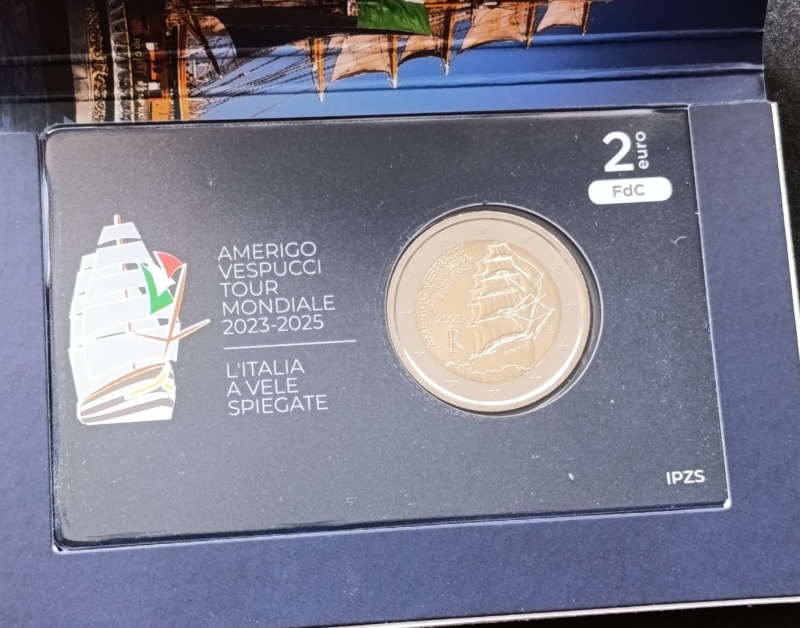 2
euro
FdC
AMERIGO
VESPUCCI
TOUR
MONDIALE
2023-2025
L'ITALIA
A VELE
SPIEGATE
AMERIGO VESPUCCI
2025
IPZS